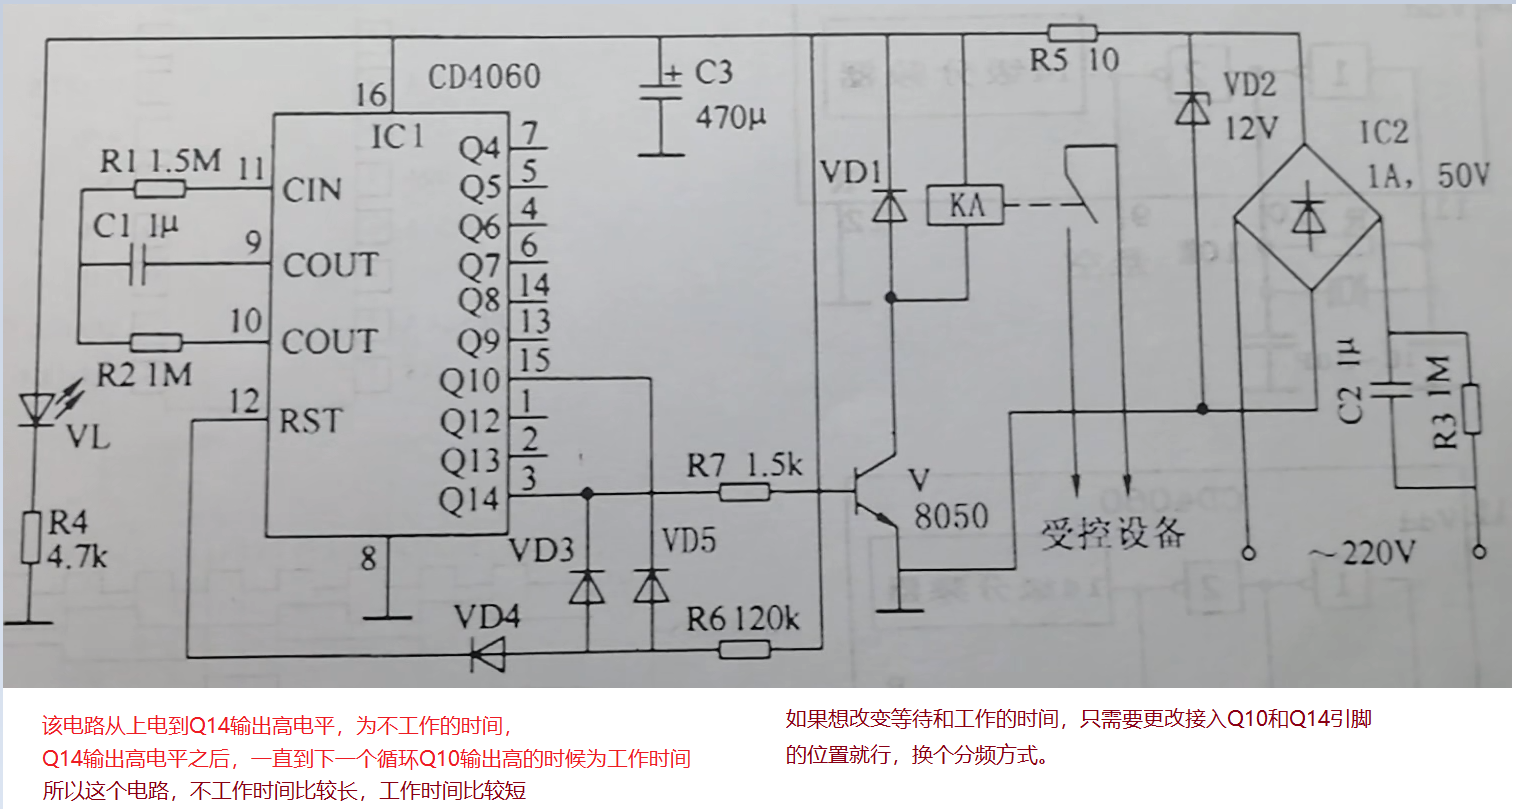 CD4060
16
IC1
C3
470μ
R5 10
VD2
12V
IC2
1A, 50V
R1 1.5M
11
CIN
C1 1μ
9
COUT
10
COUT
R2 1M
12
RST
VL
R4
4.7k
8
Q4 7
Q5 5
Q6 4
Q7 6
Q8 14
Q9 13
Q10 15
Q12 1
Q13 2
Q14 3
VD1
KA
R7 1.5k
V
8050
VD3
VD5
VD4
R6 120k
受控设备
C2 1μ
R3 1M
~220V
该电路从上电到Q14输出高电平，为不工作的时间，
Q14输出高电平之后，一直到下一个循环Q10输出高的时候为工作时间
所以这个电路，不工作时间比较长，工作时间比较短
如果想改变等待和工作的时间，只需要更改接入Q10和Q14引脚
的位置就行，换个分频方式。